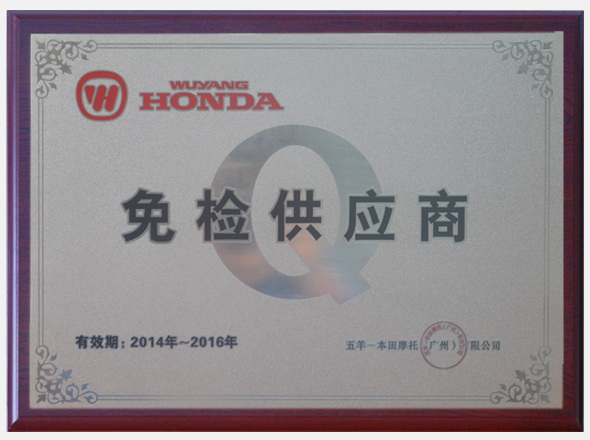 WUYANG
HONDA
Q
免检供应商
有效期：2014年~2016年
五羊—本田摩托（广州）有限公司